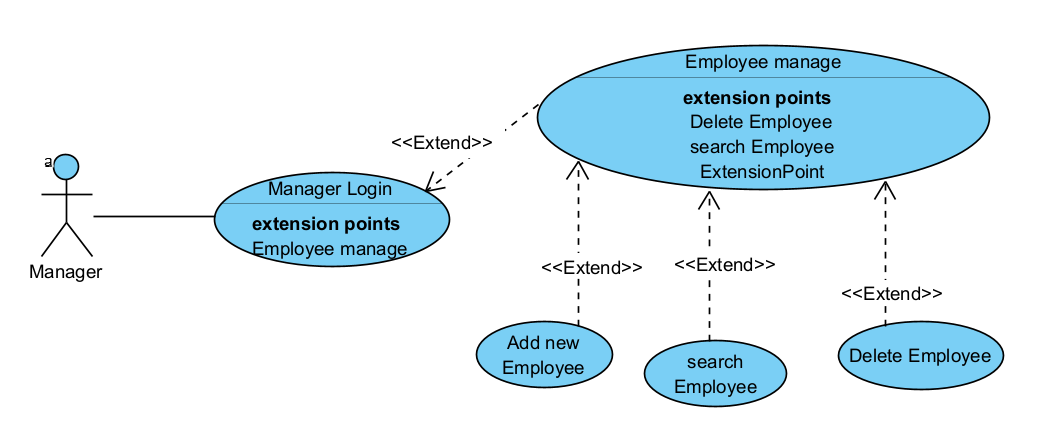 Employee manage
extension points
Delete Employee
search Employee
ExtensionPoint
<<Extend>>
a
Manager Login
extension points
Employee manage
Manager
<<Extend>>
<<Extend>>
<<Extend>>
Add new
Employee
search
Employee
Delete Employee